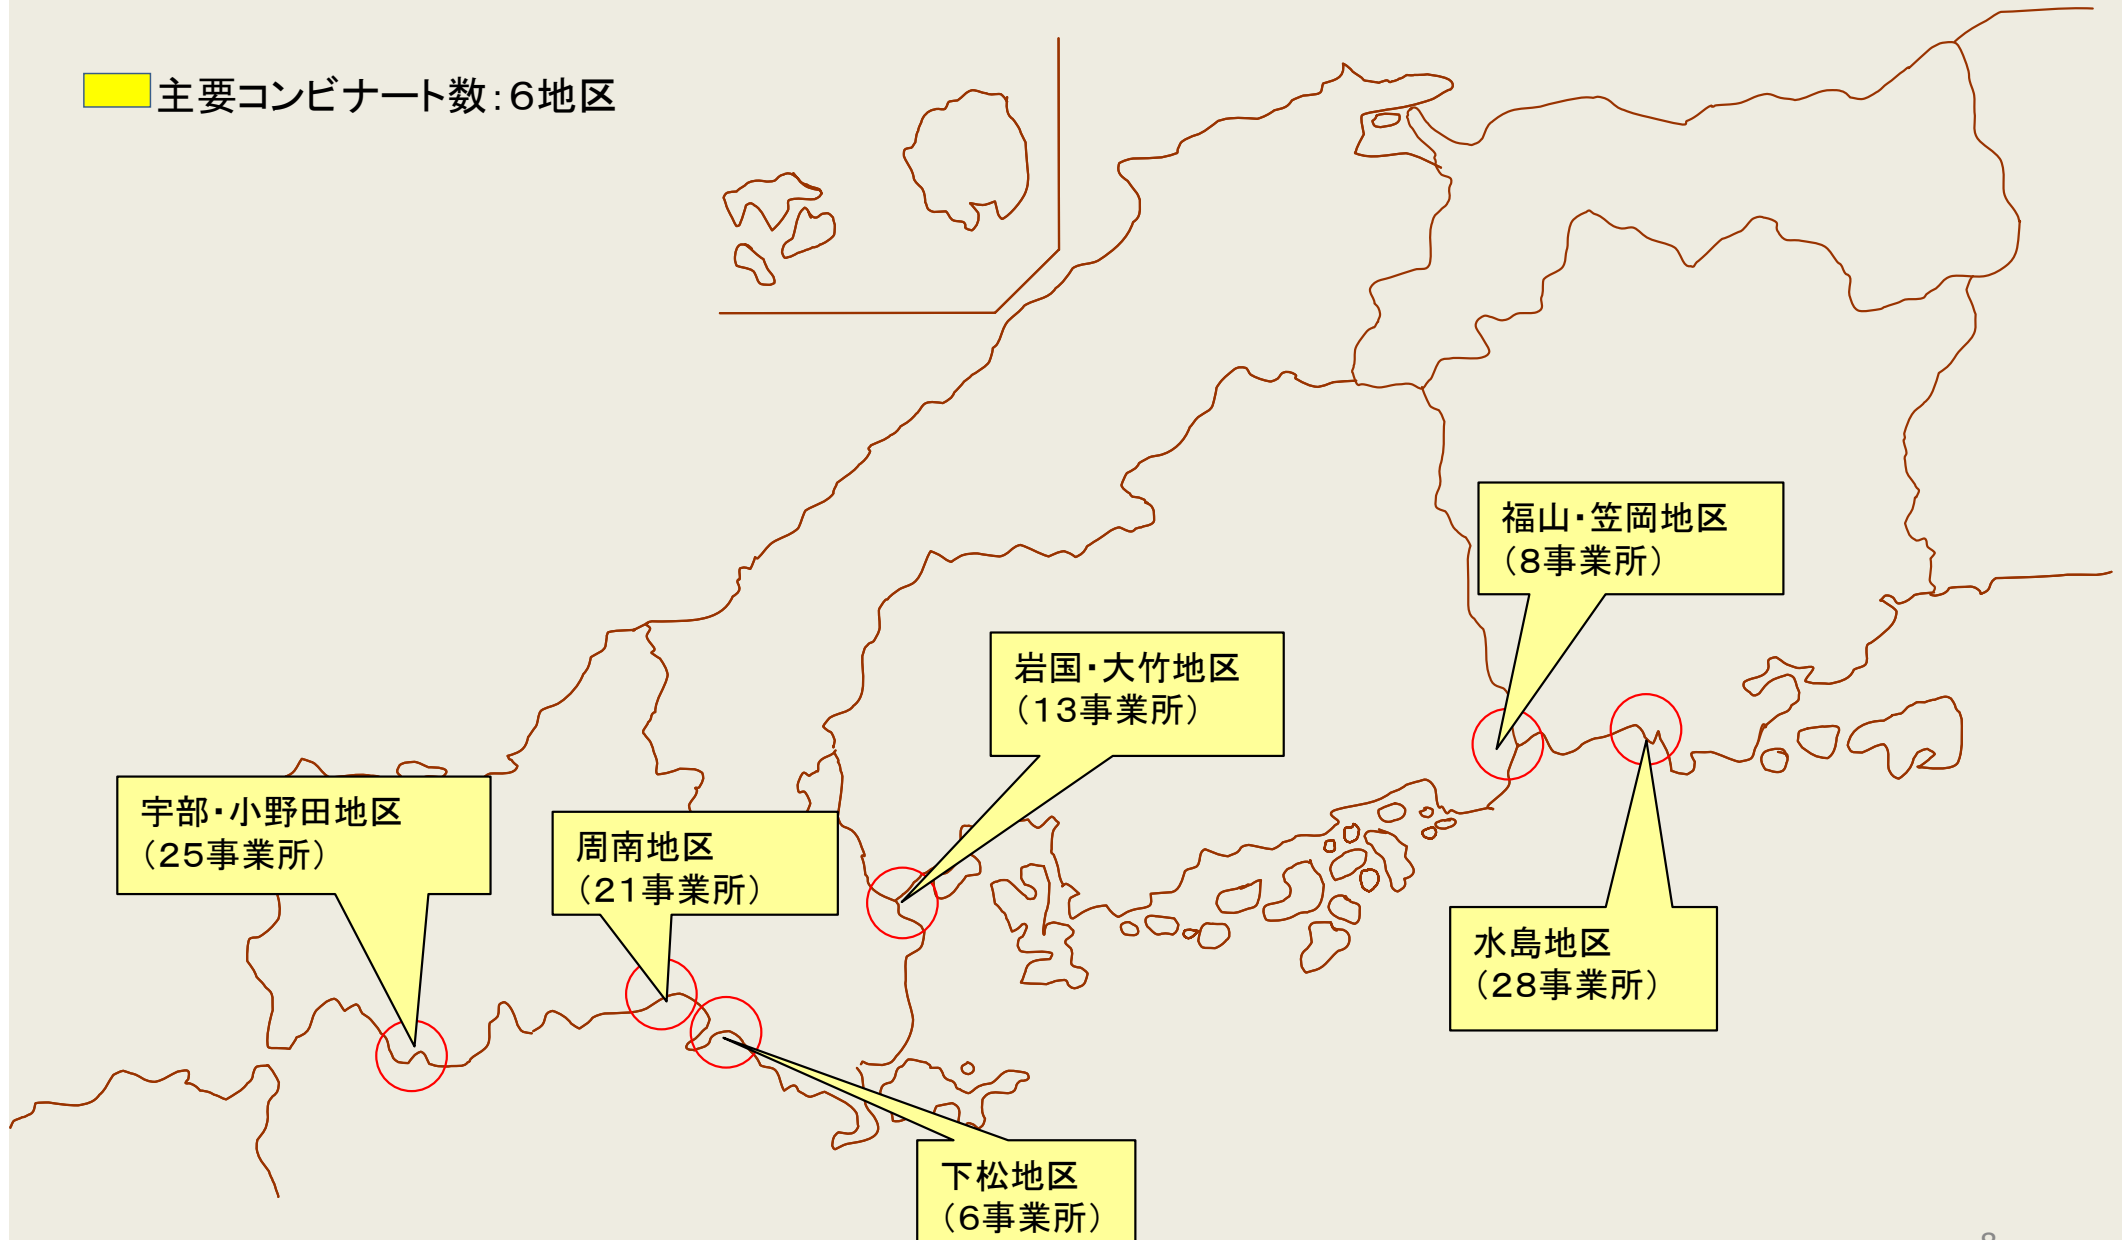 主要コンビナート数:6地区
福山・笠岡地区
(8事業所)
岩国・大竹地区
(13事業所)
宇部・小野田地区
(25事業所)
周南地区
(21事業所)
水島地区
(28事業所)
下松地区
(6事業所)
8